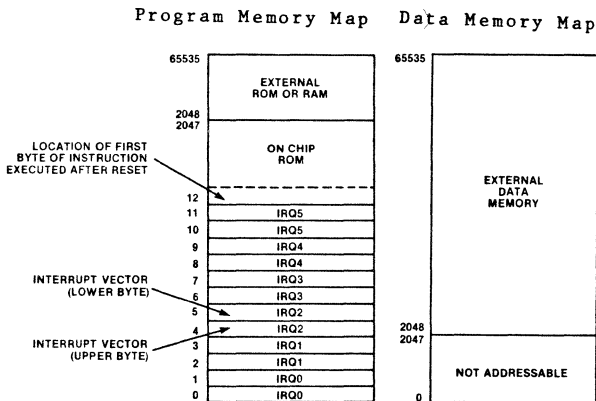 Program Memory Map
Data Memory Map
65535
EXTERNAL
ROM OR RAM
2048
2047
LOCATION OF FIRST
BYTE OF INSTRUCTION
EXECUTED AFTER RESET
ON CHIP
ROM
12
11 IRQ5
10 IRQ5
9 IRQ4
8 IRQ4
7 IRQ3
6 IRQ3
INTERRUPT VECTOR
(LOWER BYTE)
5 IRQ2
4 IRQ2
INTERRUPT VECTOR
(UPPER BYTE)
3 IRQ1
2 IRQ1
1 IRQ0
0 IRQ0
65535
EXTERNAL
DATA
MEMORY
2048
2047
NOT ADDRESSABLE
0